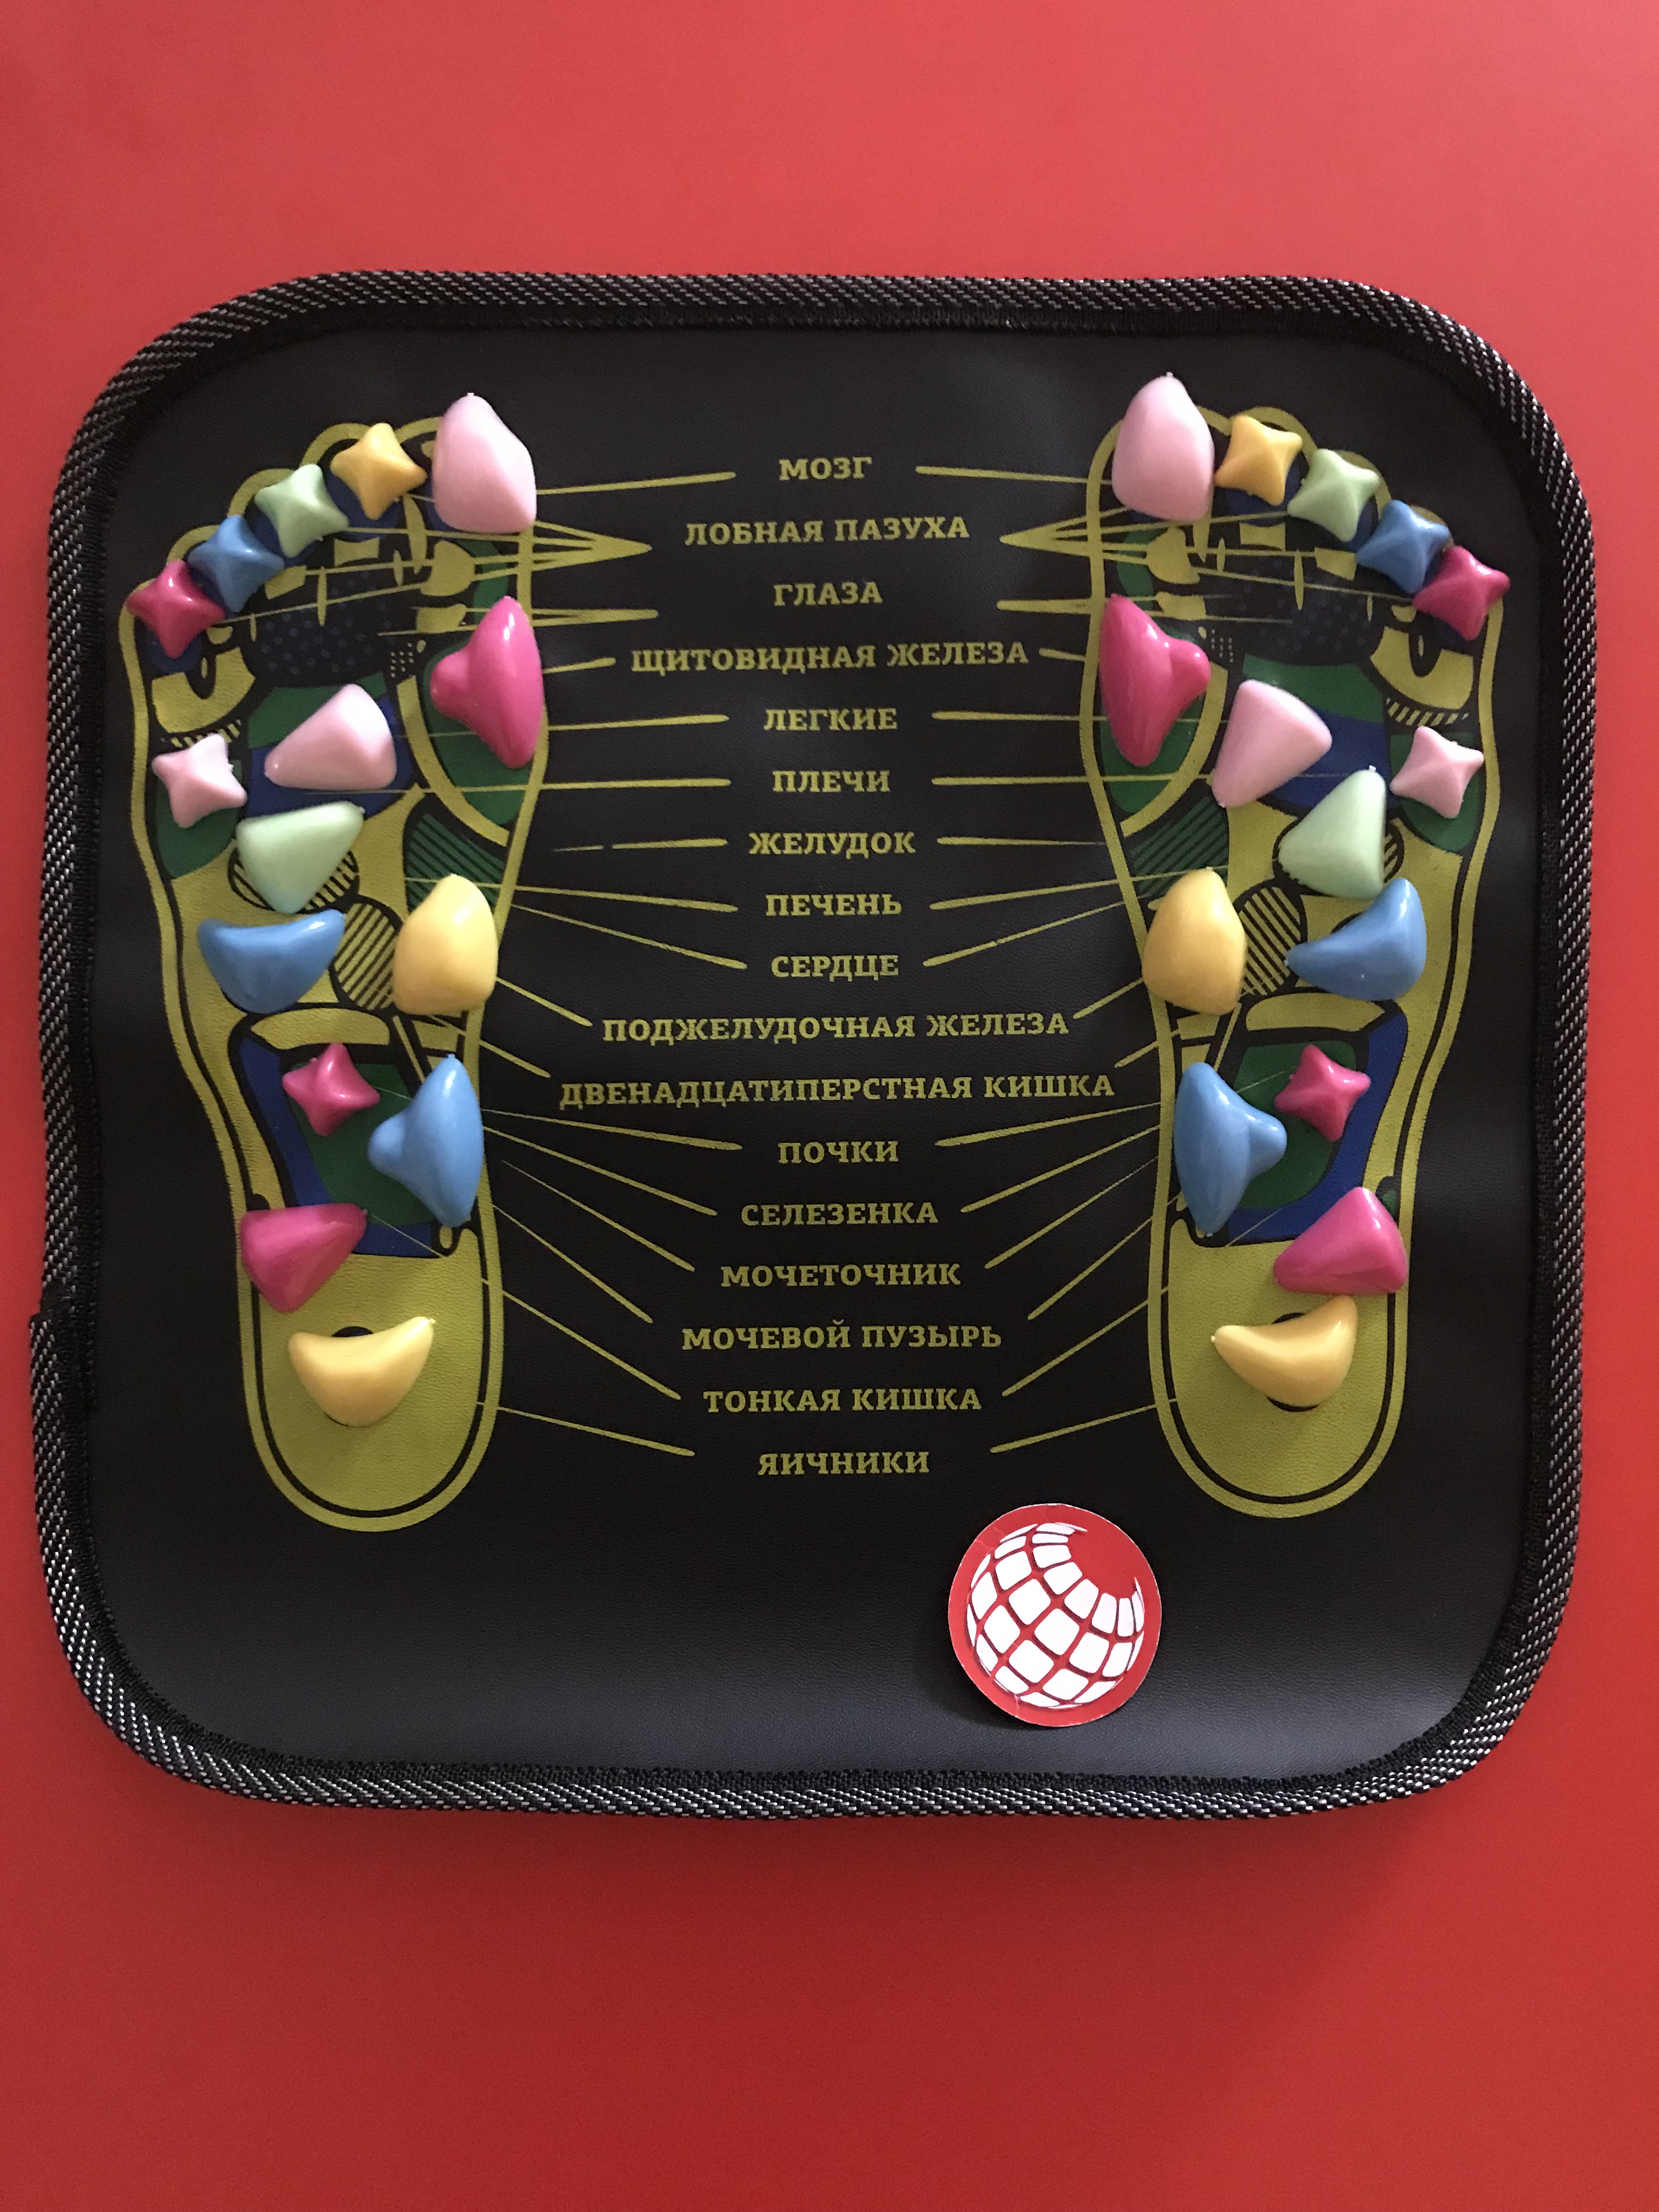 МОЗГ
ЛОБНАЯ ПАЗУХА
ГЛАЗА
ЩИТОВИДНАЯ ЖЕЛЕЗА
ЛЕГКИЕ
ПЛЕЧИ
ЖЕЛУДОК
ПЕЧЕНЬ
СЕРДЦЕ
ПОДЖЕЛУДОЧНАЯ ЖЕЛЕЗА
ДВЕНАДЦАТИПЕРСТНАЯ КИШКА
ПОЧКИ
СЕЛЕЗЕНКА
МОЧЕТОЧНИК
МОЧЕВОЙ ПУЗЫРЬ
ТОНКАЯ КИШКА
ЯИЧНИКИ